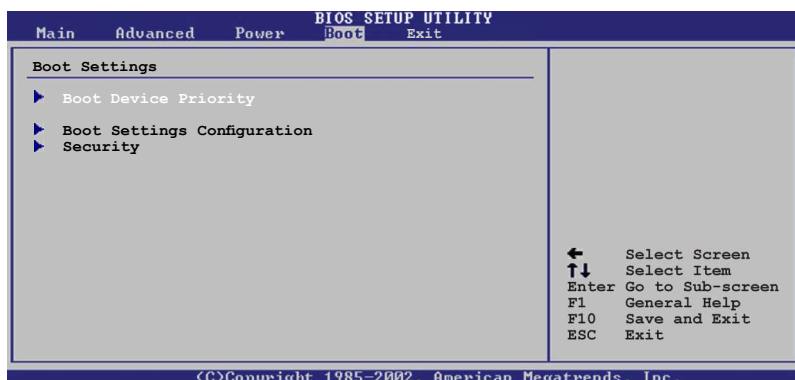 BIOS SETUP UTILITY
Main Advanced Power Boot Exit
Boot Settings
Boot Device Priority
Boot Settings Configuration
Security
← Select Screen
↑↓ Select Item
Enter Go to Sub-screen
F1 General Help
F10 Save and Exit
ESC Exit
(C)Copyright 1985-2002 American Megatrends Inc.